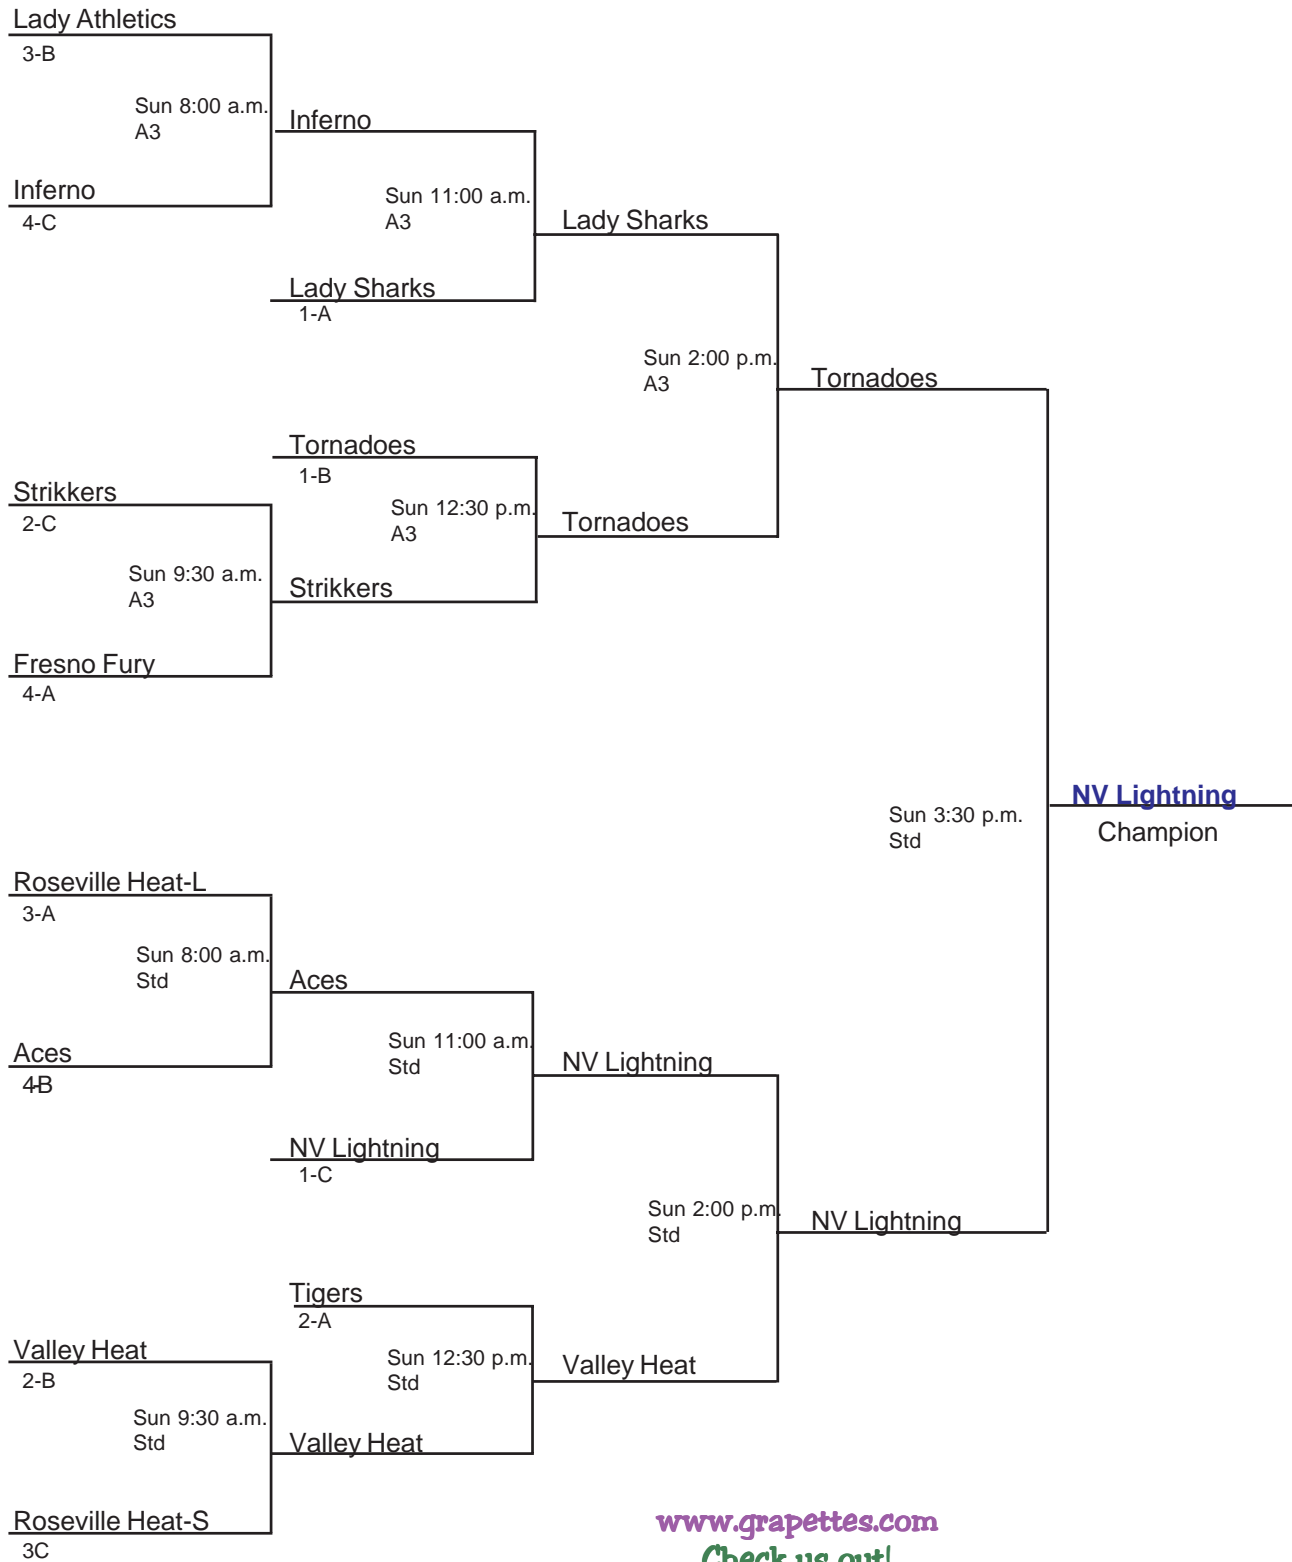 Lady Athletics
3-B
Sun 8:00 a.m.
A3
Inferno
Inferno
4-C
Sun 11:00 a.m.
A3
Lady Sharks
Lady Sharks
1-A
Sun 2:00 p.m.
A3
Tornadoes
Tornadoes
1-B
Strikkers
2-C
Sun 12:30 p.m.
A3
Tornadoes
Sun 9:30 a.m.
A3
Strikkers
Fresno Fury
4-A
NV Lightning
Champion
Sun 3:30 p.m.
Std
Roseville Heat-L
3-A
Sun 8:00 a.m.
Std
Aces
Aces
4-B
Sun 11:00 a.m.
Std
NV Lightning
NV Lightning
1-C
Sun 2:00 p.m.
Std
NV Lightning
Tigers
2-A
Valley Heat
2-B
Sun 12:30 p.m.
Std
Valley Heat
Sun 9:30 a.m.
Std
Valley Heat
Roseville Heat-S
3C
www.grapettes.com
Check us out!